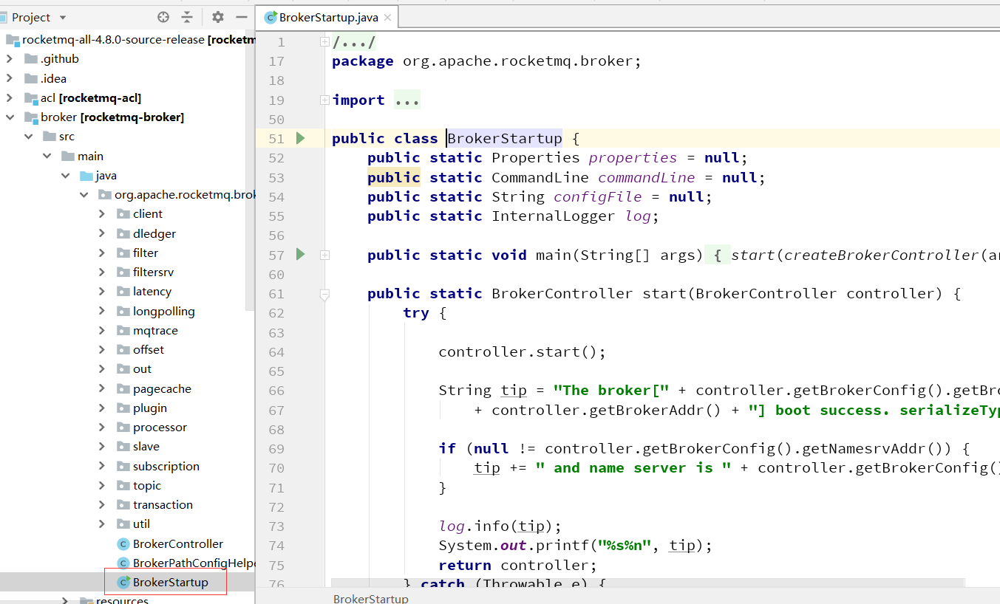 Project
BrokerStartup.java
rocketmq-all-4.8.0-source-release [rocketm
.github
.idea
acl [rocketmq-acl]
broker [rocketmq-broker]
src
main
java
org.apache.rocketmq.brok
client
dledger
filter
filtersrv
latency
longpolling
mqtrace
offset
out
pagecache
plugin
processor
slave
subscription
topic
transaction
util
BrokerController
BrokerPathConfigHelpe
BrokerStartup
resources
1 /.../
17 package org.apache.rocketmq.broker;
18
19 import ...
50
51 public class BrokerStartup {
52 public static Properties properties = null;
53 public static CommandLine commandLine = null;
54 public static String configFile = null;
55 public static InternalLogger log;
56
57 public static void main(String[] args) { start(createBrokerController(ar
60
61 public static BrokerController start(BrokerController controller) {
62 try {
63
64 controller.start();
65
66 String tip = "The broker[" + controller.getBrokerConfig().getBro
67 + controller.getBrokerAddr() + "] boot success. serializeTyp
68
69 if (null != controller.getBrokerConfig().getNamesrvAddr()) {
70 tip += " and name server is " + controller.getBrokerConfig()
71 }
72
73 log.info(tip);
74 System.out.printf("%s%n", tip);
75 return controller;
76 } catch (Throwable e) {
BrokerStartup